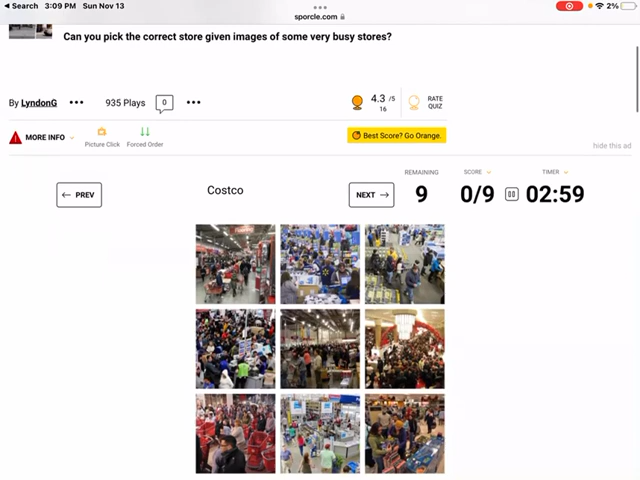 Search 3:09 PM Sun Nov 13
sporcle.com
2%
Can you pick the correct store given images of some very busy stores?
By LyndonG
935 Plays
0
4.3 /5
16
RATE QUIZ
MORE INFO
Picture Click
Forced Order
Best Score? Go Orange.
hide this ad
PREV
Costco
NEXT
REMAINING
9
SCORE
0/9
TIMER
02:59